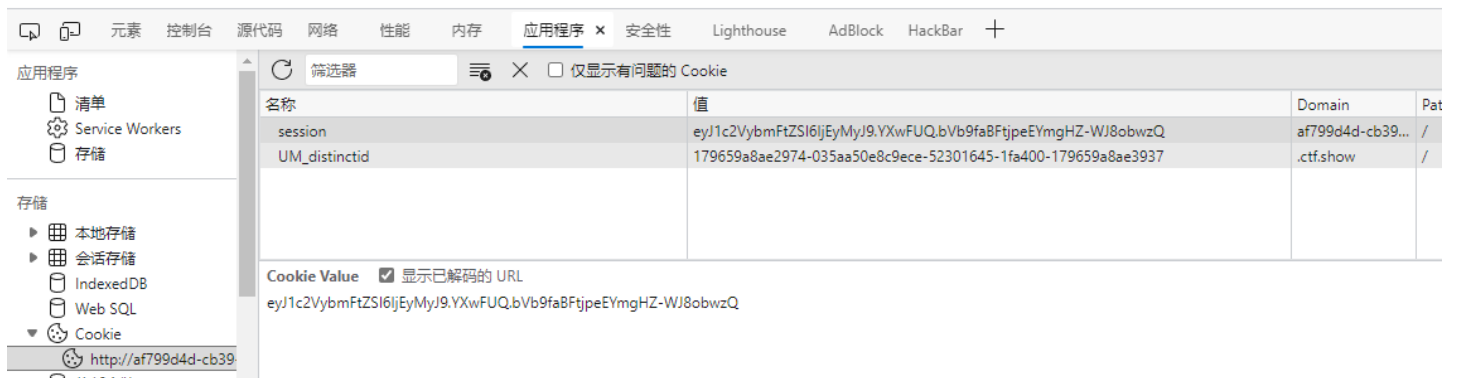 元素 控制台 源代码 网络 性能 内存 应用程序 × 安全性 Lighthouse AdBlock HackBar +
应用程序
清单
Service Workers
存储
存储
本地存储
会话存储
IndexedDB
Web SQL
Cookie
http://af799d4d-cb39
筛选器 仅显示有问题的 Cookie
名称 值 Domain Pat
session eyJ1c2VybmFtZSI6IjEyMyJ9.YXwFUQ.bVb9faBFtjpeEYmgHZ-WJ8obwzQ af799d4d-cb39... /
UM_distinctid 179659a8ae2974-035aa50e8c9ece-52301645-1fa400-179659a8ae3937 .ctf.show /
Cookie Value 显示已解码的 URL
eyJ1c2VybmFtZSI6IjEyMyJ9.YXwFUQ.bVb9faBFtjpeEYmgHZ-WJ8obwzQ